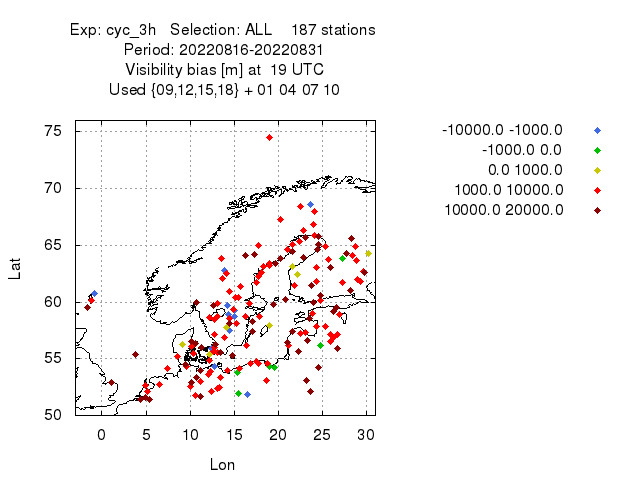 Exp: cyc_3h   Selection: ALL    187 stations
Period: 20220816-20220831
Visibility bias [m] at  19 UTC
Used {09,12,15,18} + 01 04 07 10
-10000.0 -1000.0
-1000.0 0.0
0.0 1000.0
1000.0 10000.0
10000.0 20000.0
75
70
65
60
55
50
Lat
0 5 10 15 20 25 30
Lon